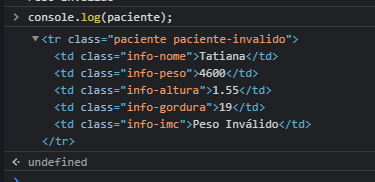 console.log(paciente);
<tr class="paciente paciente-invalido">
<td class="info-nome">Tatiana</td>
<td class="info-peso">4600</td>
<td class="info-altura">1.55</td>
<td class="info-gordura">19</td>
<td class="info-imc">Peso Inválido</td>
</tr>
undefined